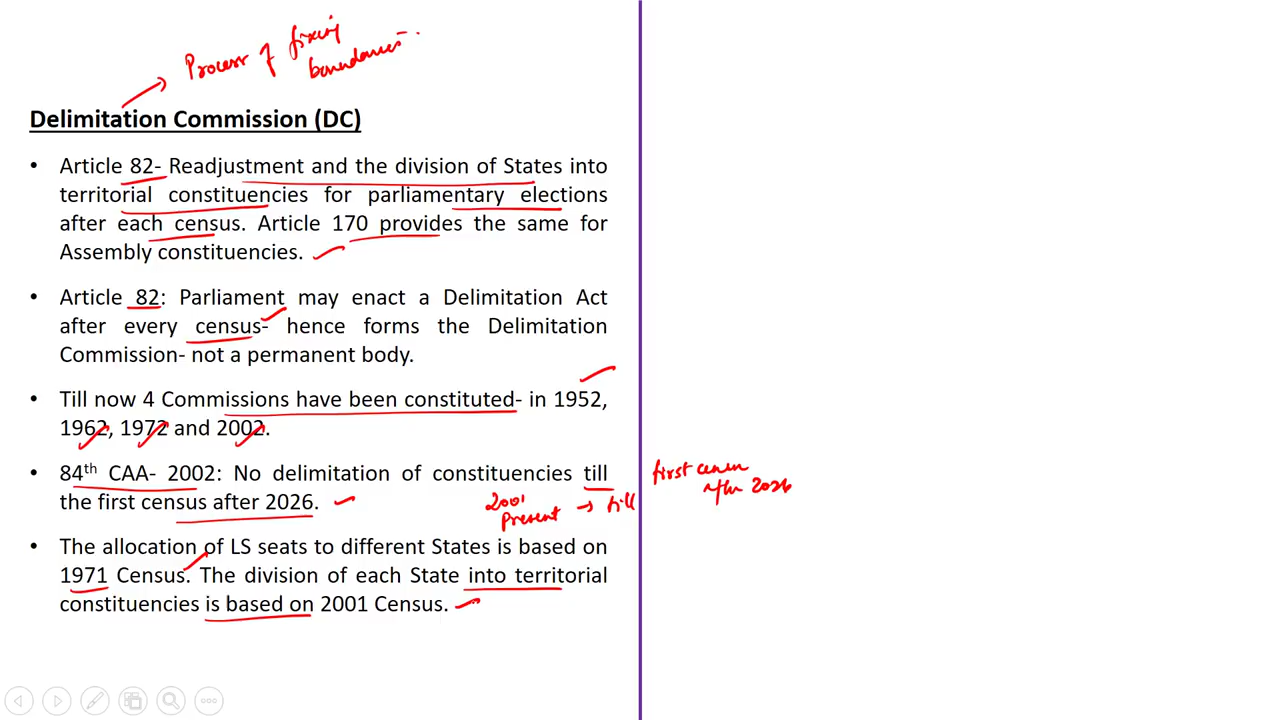 Process of fixing
boundaries
Delimitation Commission (DC)
• Article 82- Readjustment and the division of States into
territorial constituencies for parliamentary elections
after each census. Article 170 provides the same for
Assembly constituencies.
• Article 82: Parliament may enact a Delimitation Act
after every census- hence forms the Delimitation
Commission- not a permanent body.
• Till now 4 Commissions have been constituted- in 1952,
1962, 1972 and 2002.
• 84th CAA- 2002: No delimitation of constituencies till
the first census after 2026.
2001
Present → till
first census
after 2026
• The allocation of LS seats to different States is based on
1971 Census. The division of each State into territorial
constituencies is based on 2001 Census.